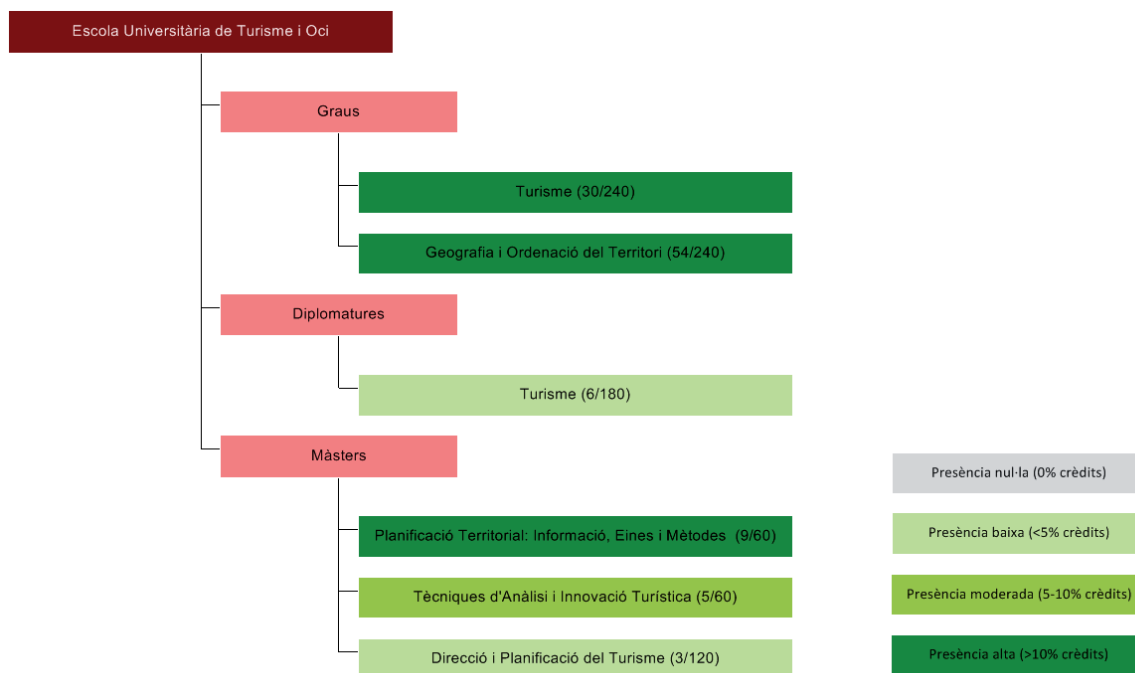 Escola Universitària de Turisme i Oci
Graus
Turisme (30/240)
Geografia i Ordenació del Territori (54/240)
Diplomatures
Turisme (6/180)
Màsters
Planificació Territorial: Informació, Eines i Mètodes (9/60)
Tècniques d'Anàlisi i Innovació Turística (5/60)
Direcció i Planificació del Turisme (3/120)
Presència nul·la (0% crèdits)
Presència baixa (<5% crèdits)
Presència moderada (5-10% crèdits)
Presència alta (>10% crèdits)